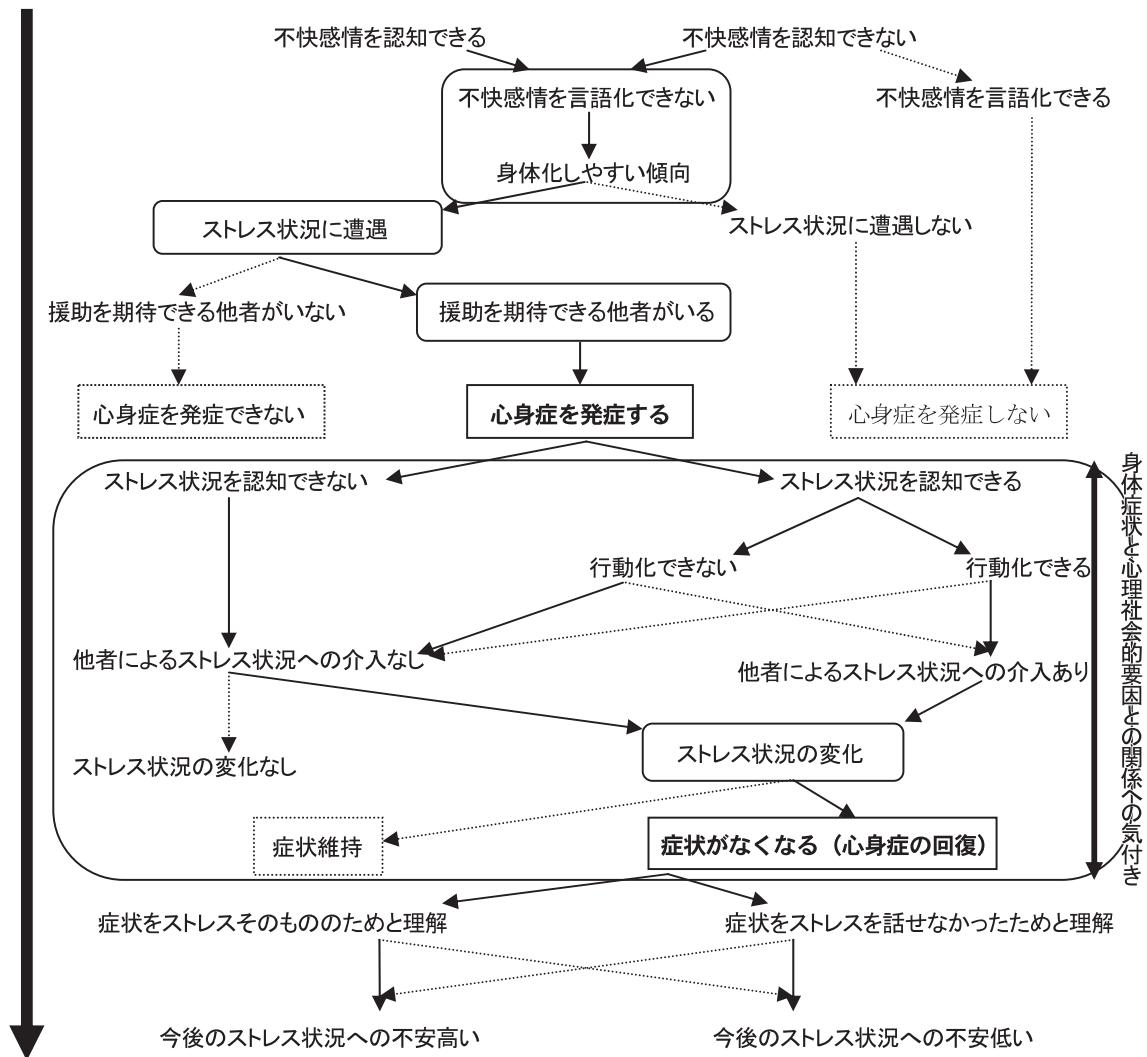 不快感情を認知できる
不快感情を認知できない
不快感情を言語化できない
不快感情を言語化できる
身体化しやすい傾向
ストレス状況に遭遇
ストレス状況に遭遇しない
援助を期待できる他者がいない
援助を期待できる他者がいる
心身症を発症できない
心身症を発症する
心身症を発症しない
ストレス状況を認知できない
ストレス状況を認知できる
行動化できない
行動化できる
他者によるストレス状況への介入なし
他者によるストレス状況への介入あり
ストレス状況の変化なし
ストレス状況の変化
症状維持
症状がなくなる（心身症の回復）
身体症状と心理社会的要因との関係への気付き
症状をストレスそのもののためと理解
症状をストレスを話せなかったためと理解
今後のストレス状況への不安高い
今後のストレス状況への不安低い